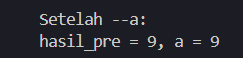 Setelah --a:
hasil_pre = 9, a = 9